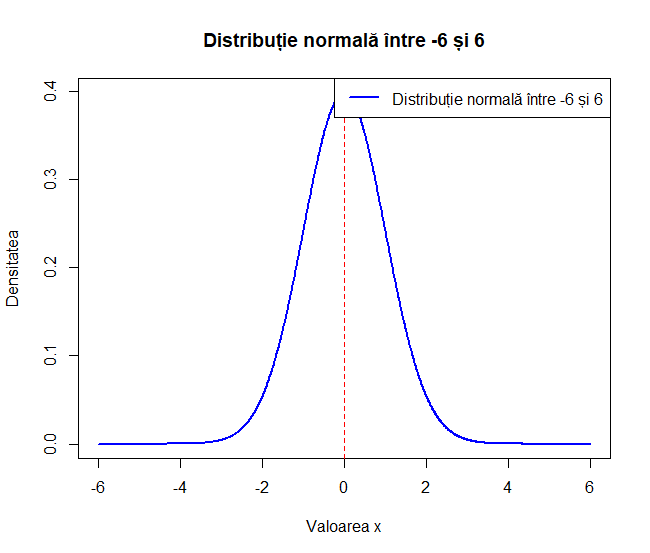 Distribuție normală între -6 și 6
Distribuție normală între -6 și 6
Densitatea
0.4
0.3
0.2
0.1
0.0
-6 -4 -2 0 2 4 6
Valoarea x